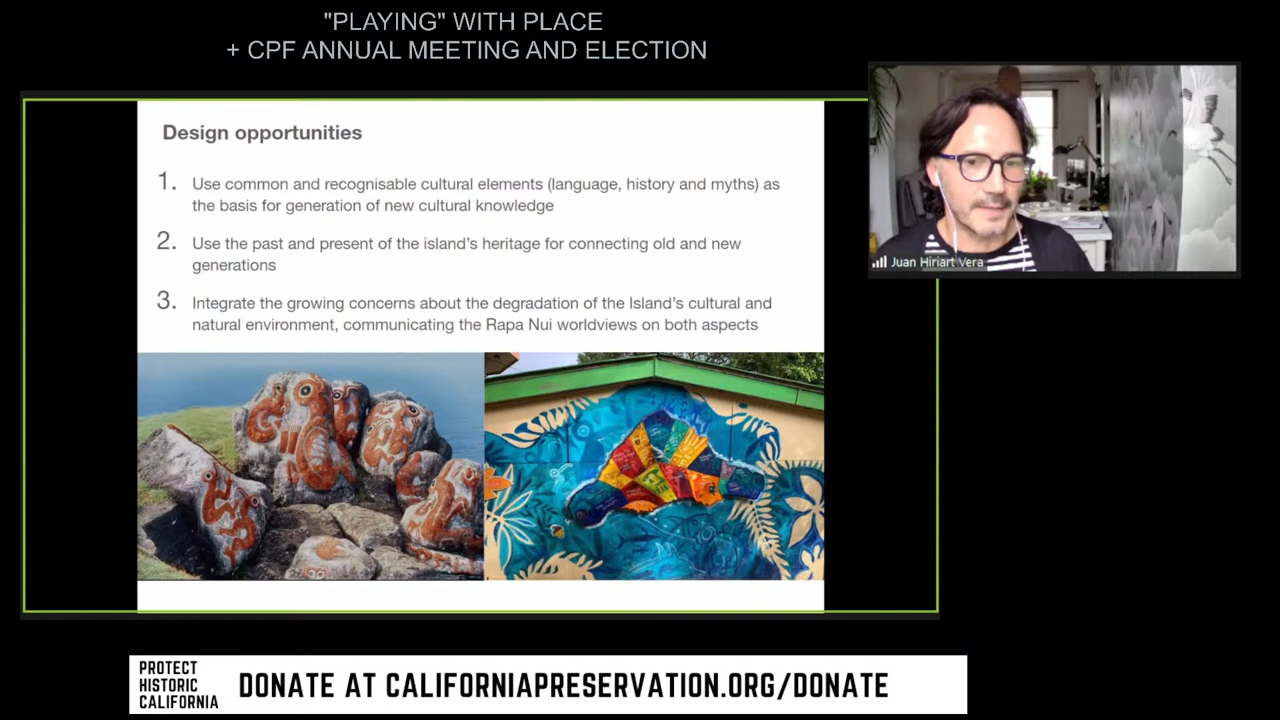 "PLAYING" WITH PLACE
+ CPF ANNUAL MEETING AND ELECTION
Design opportunities
1. Use common and recognisable cultural elements (language, history and myths) as
the basis for generation of new cultural knowledge
2. Use the past and present of the island's heritage for connecting old and new
generations
3. Integrate the growing concerns about the degradation of the Island's cultural and
natural environment, communicating the Rapa Nui worldviews on both aspects
Juan Hiriart Vera
PROTECT
HISTORIC
CALIFORNIA
DONATE AT CALIFORNIAPRESERVATION.ORG/DONATE